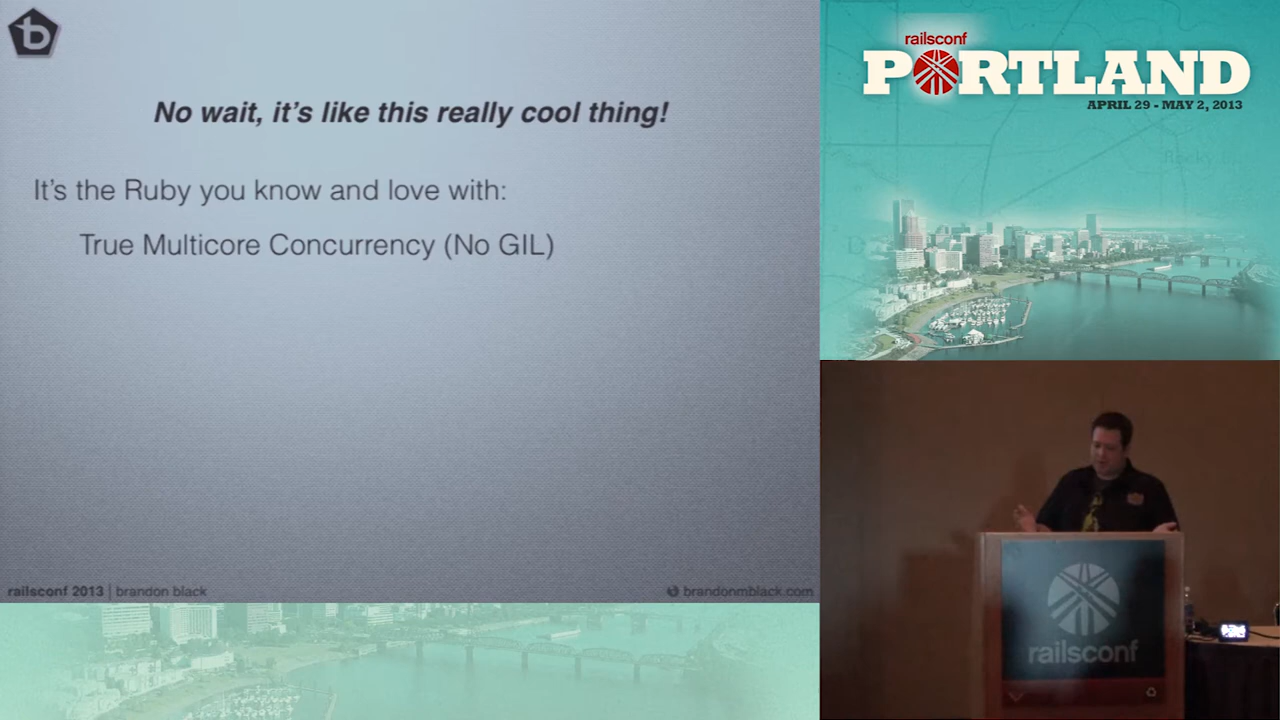 No wait, it's like this really cool thing!
It's the Ruby you know and love with:
True Multicore Concurrency (No GIL)
railsconf 2013 | brandon black
brandonmblack.com
railsconf
PORTLAND
APRIL 29 - MAY 2, 2013
railsconf